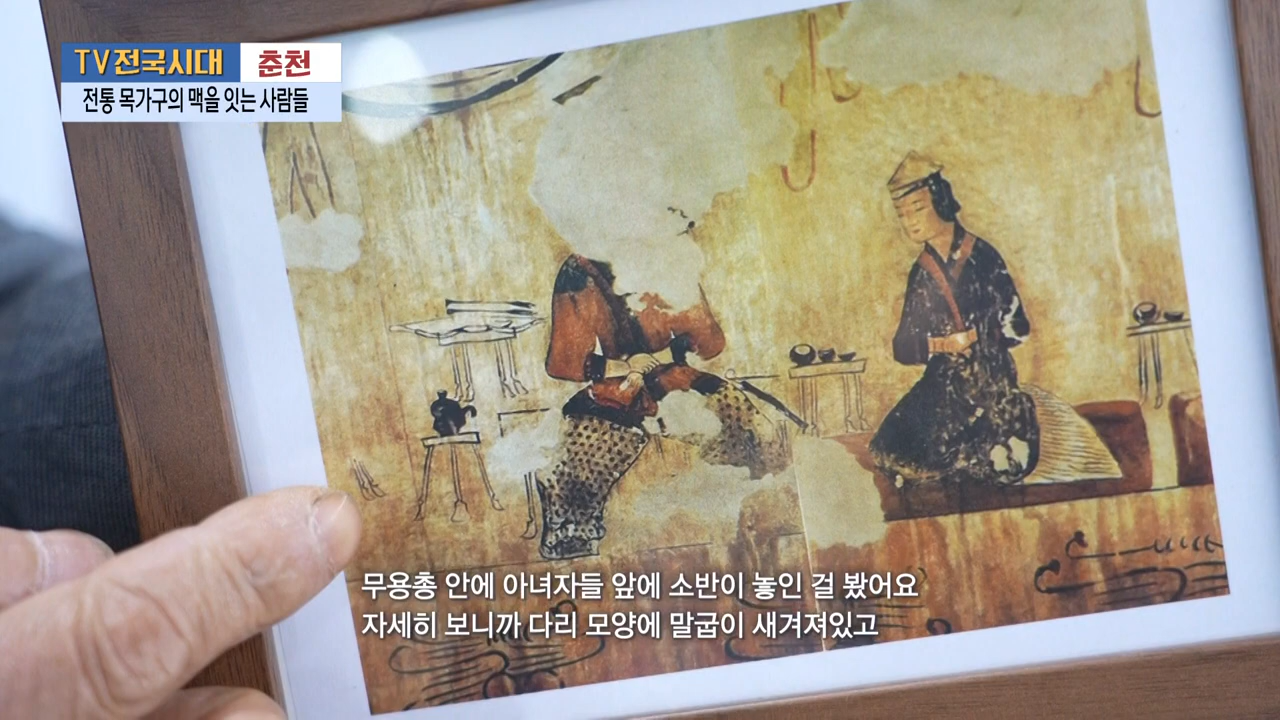 TV전국시대 춘천
전통 목가구의 맥을 잇는 사람들
무용총 안에 아녀자들 앞에 소반이 놓인 걸 봤어요
자세히 보니까 다리 모양에 말굽이 새겨져있고